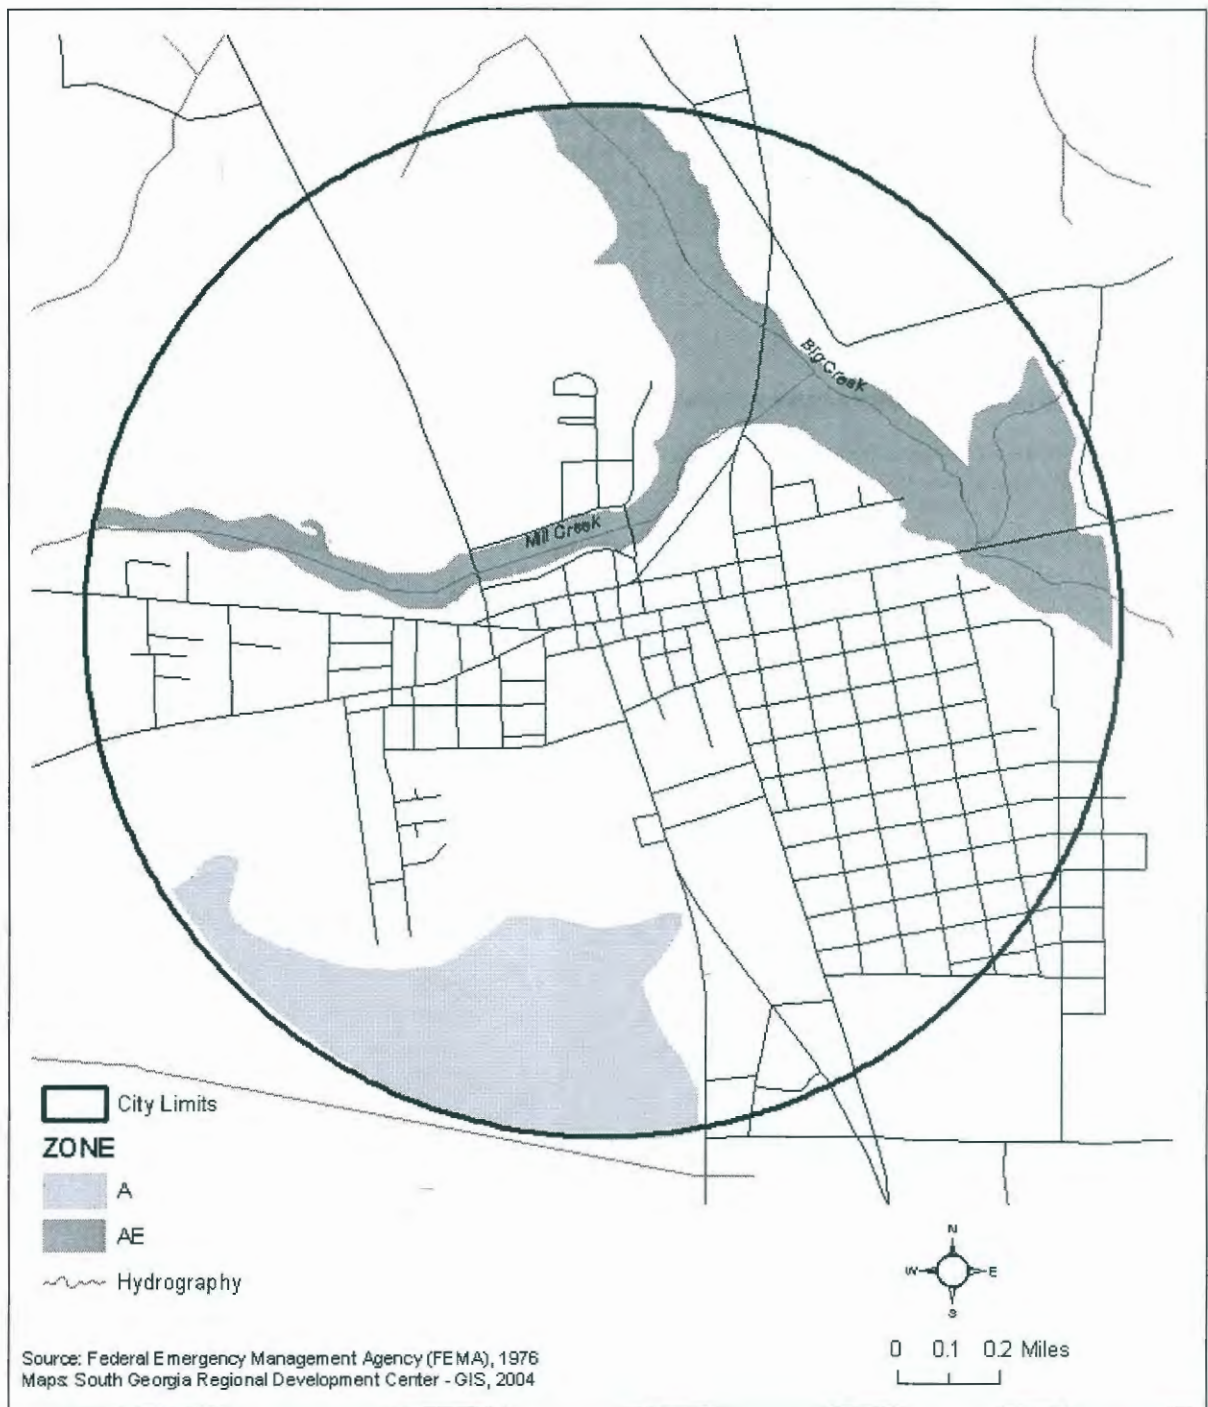 Big Creek
Mill Creek
City Limits
ZONE
A
AE
Hydrography
N
W E
S
0 0.1 0.2 Miles
Source: Federal Emergency Management Agency (FEMA), 1976
Maps: South Georgia Regional Development Center - GIS, 2004